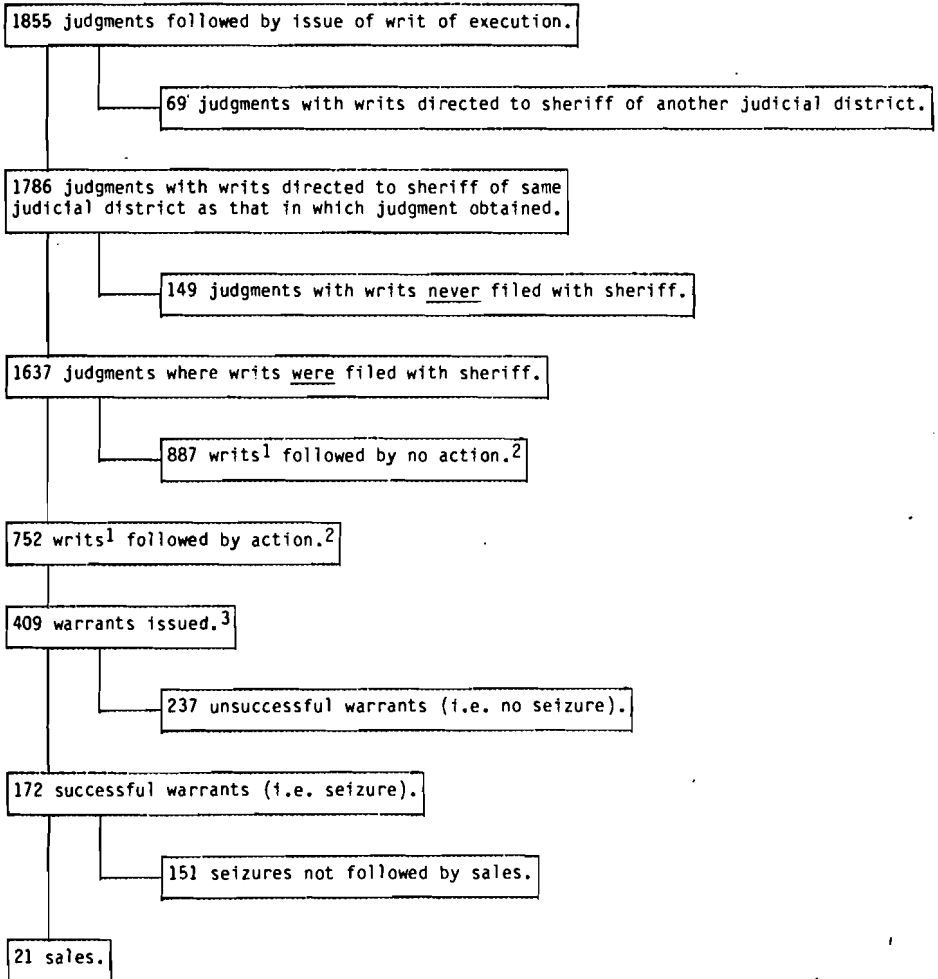 1855 judgments followed by issue of writ of execution.
69 judgments with writs directed to sheriff of another judicial district.
1786 judgments with writs directed to sheriff of same
judicial district as that in which judgment obtained.
149 judgments with writs never filed with sheriff.
1637 judgments where writs were filed with sheriff.
887 writs1 followed by no action.2
752 writs1 followed by action.2
409 warrants issued.3
237 unsuccessful warrants (i.e. no seizure).
172 successful warrants (i.e. seizure).
151 seizures not followed by sales.
21 sales.